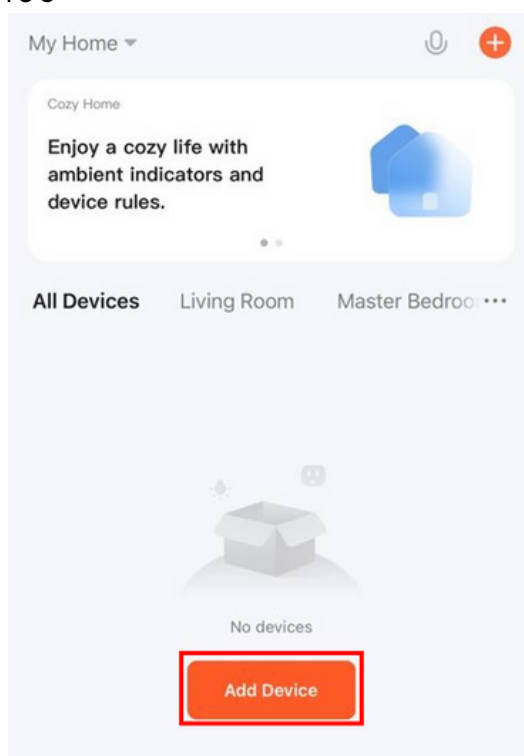 My Home
Cozy Home
Enjoy a cozy life with
ambient indicators and
device rules.
All Devices Living Room Master Bedroo
No devices
Add Device